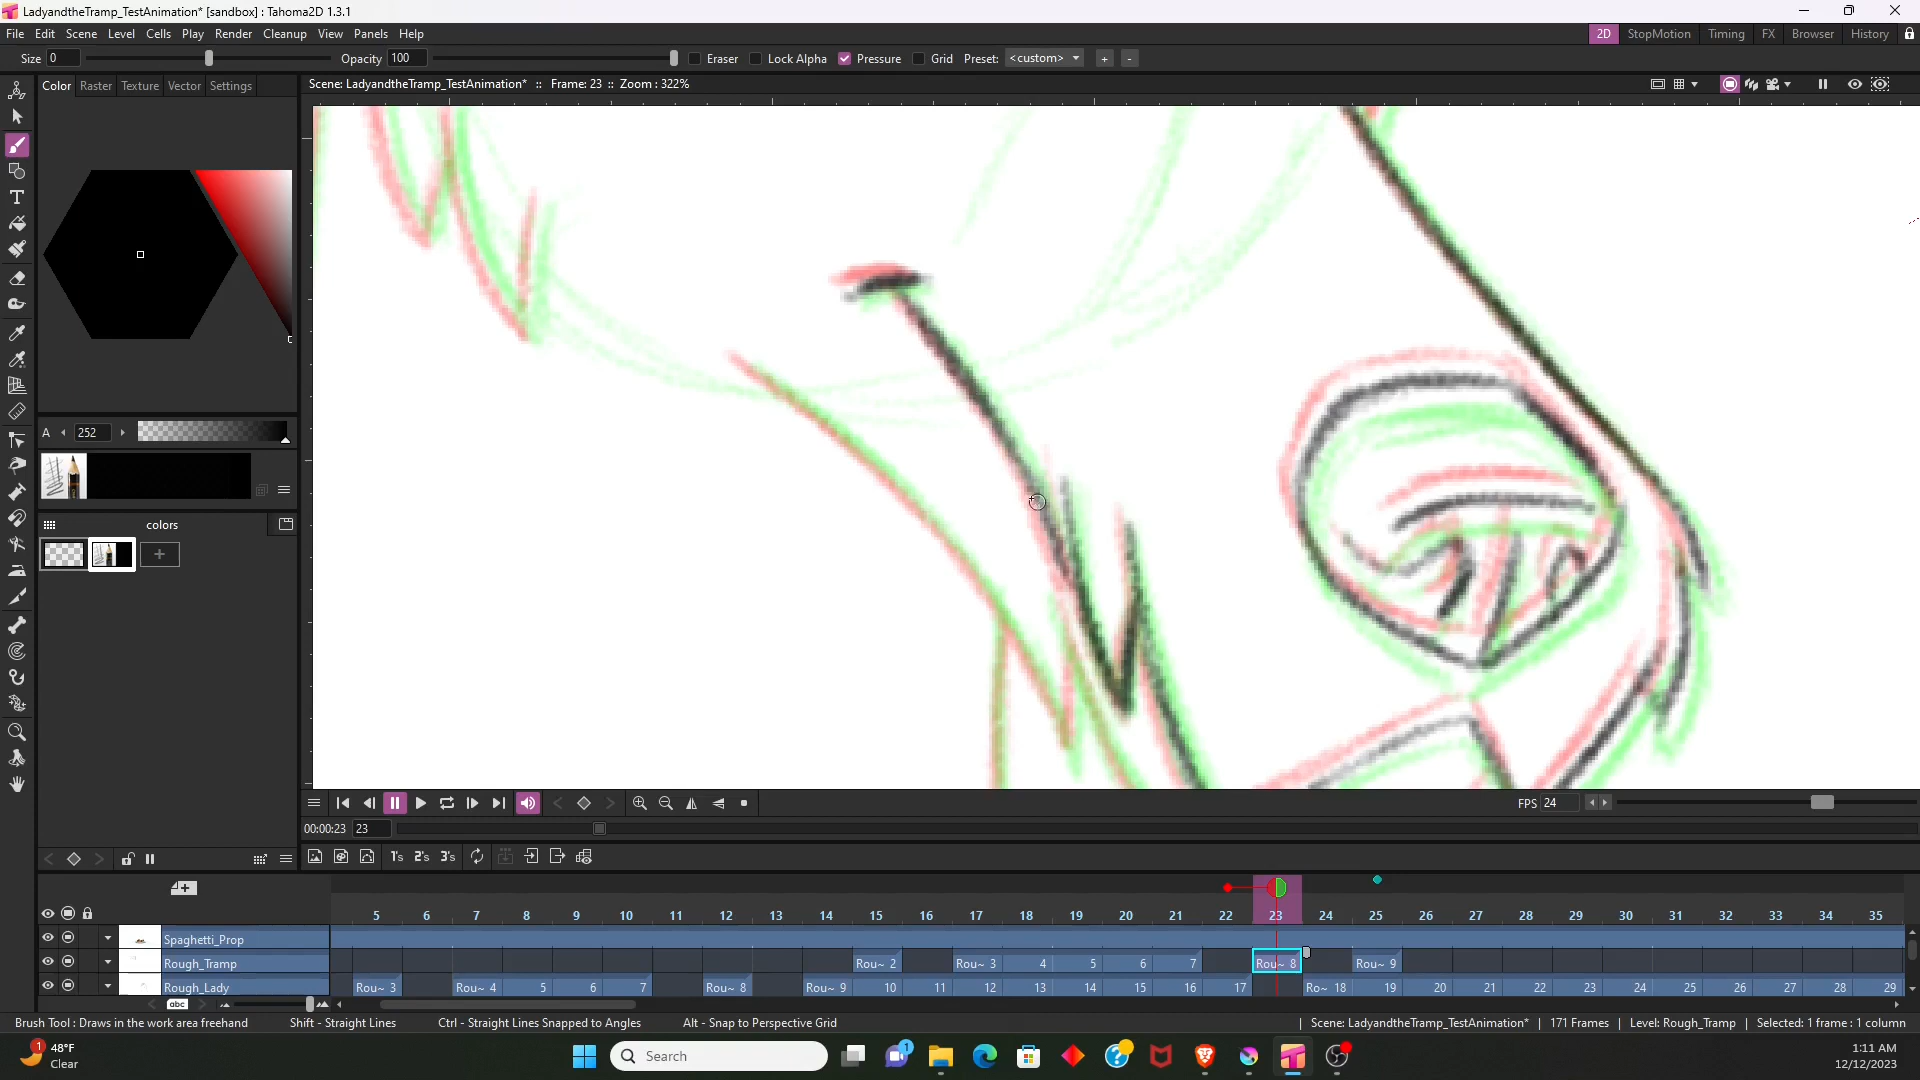 LadyandtheTramp_TestAnimation* [sandbox] : Tahoma2D 1.3.1
File Edit Scene Level Cells Play Render Cleanup View Panels Help
2D StopMotion Timing FX Browser History
Size 0 Opacity 100 Eraser Lock Alpha Pressure Grid Preset: <custom> + -
Color Raster Texture Vector Settings
Scene: LadyandtheTramp_TestAnimation* :: Frame: 23 :: Zoom : 322%
A 252
colors
+
FPS 24
00:00:23 23
1's 2's 3's
5 6 7 8 9 10 11 12 13 14 15 16 17 18 19 20 21 22 23 24 25 26 27 28 29 30 31 32 33 34 35
Spaghetti_Prop
Rough_Tramp Rou~ 2 Rou~ 3 4 5 6 7 Rou~ 8 Rou~ 9
Rough_Lady Rou~ 3 Rou~ 4 5 6 7 Rou~ 8 Rou~ 9 10 11 12 13 14 15 16 17 Ro~ 18 19 20 21 22 23 24 25 26 27 28 29
abc
Brush Tool : Draws in the work area freehand Shift - Straight Lines Ctrl - Straight Lines Snapped to Angles Alt - Snap to Perspective Grid | Scene: LadyandtheTramp_TestAnimation* | 171 Frames | Level: Rough_Tramp | Selected: 1 frame : 1 column
1 48°F
Clear
Search
1
1:11 AM
12/12/2023